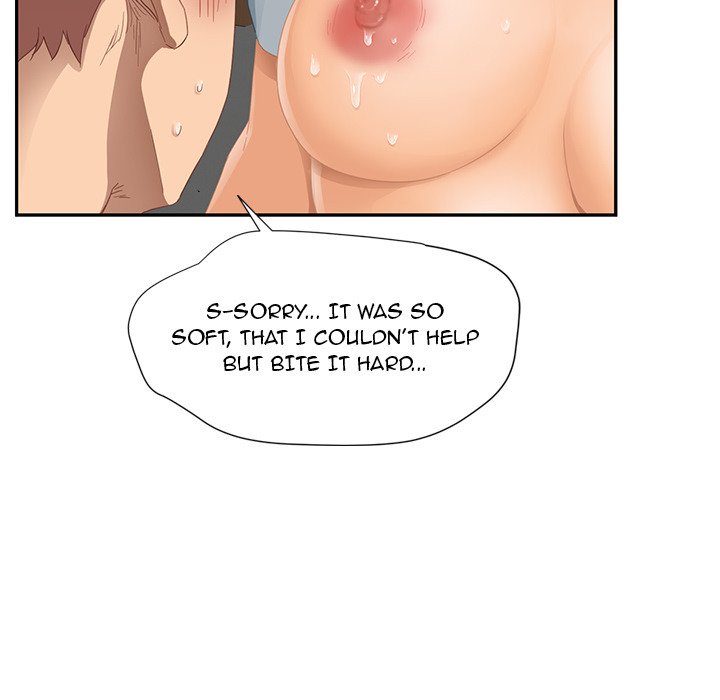 S-SORRY... IT WAS SO
SOFT, THAT I COULDN'T HELP
BUT BITE IT HARD...